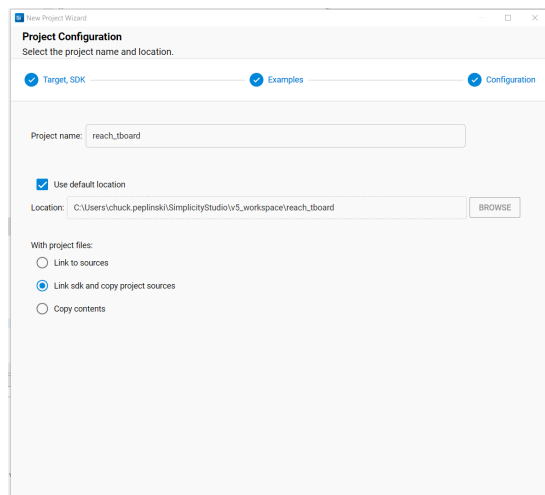 Si New Project Wizard
Project Configuration
Select the project name and location.
Target, SDK Examples Configuration
Project name: reach_tboard
Use default location
Location: C:\Users\chuck.peplinski\SimplicityStudio\v5_workspace\reach_tboard BROWSE
With project files:
Link to sources
Link sdk and copy project sources
Copy contents